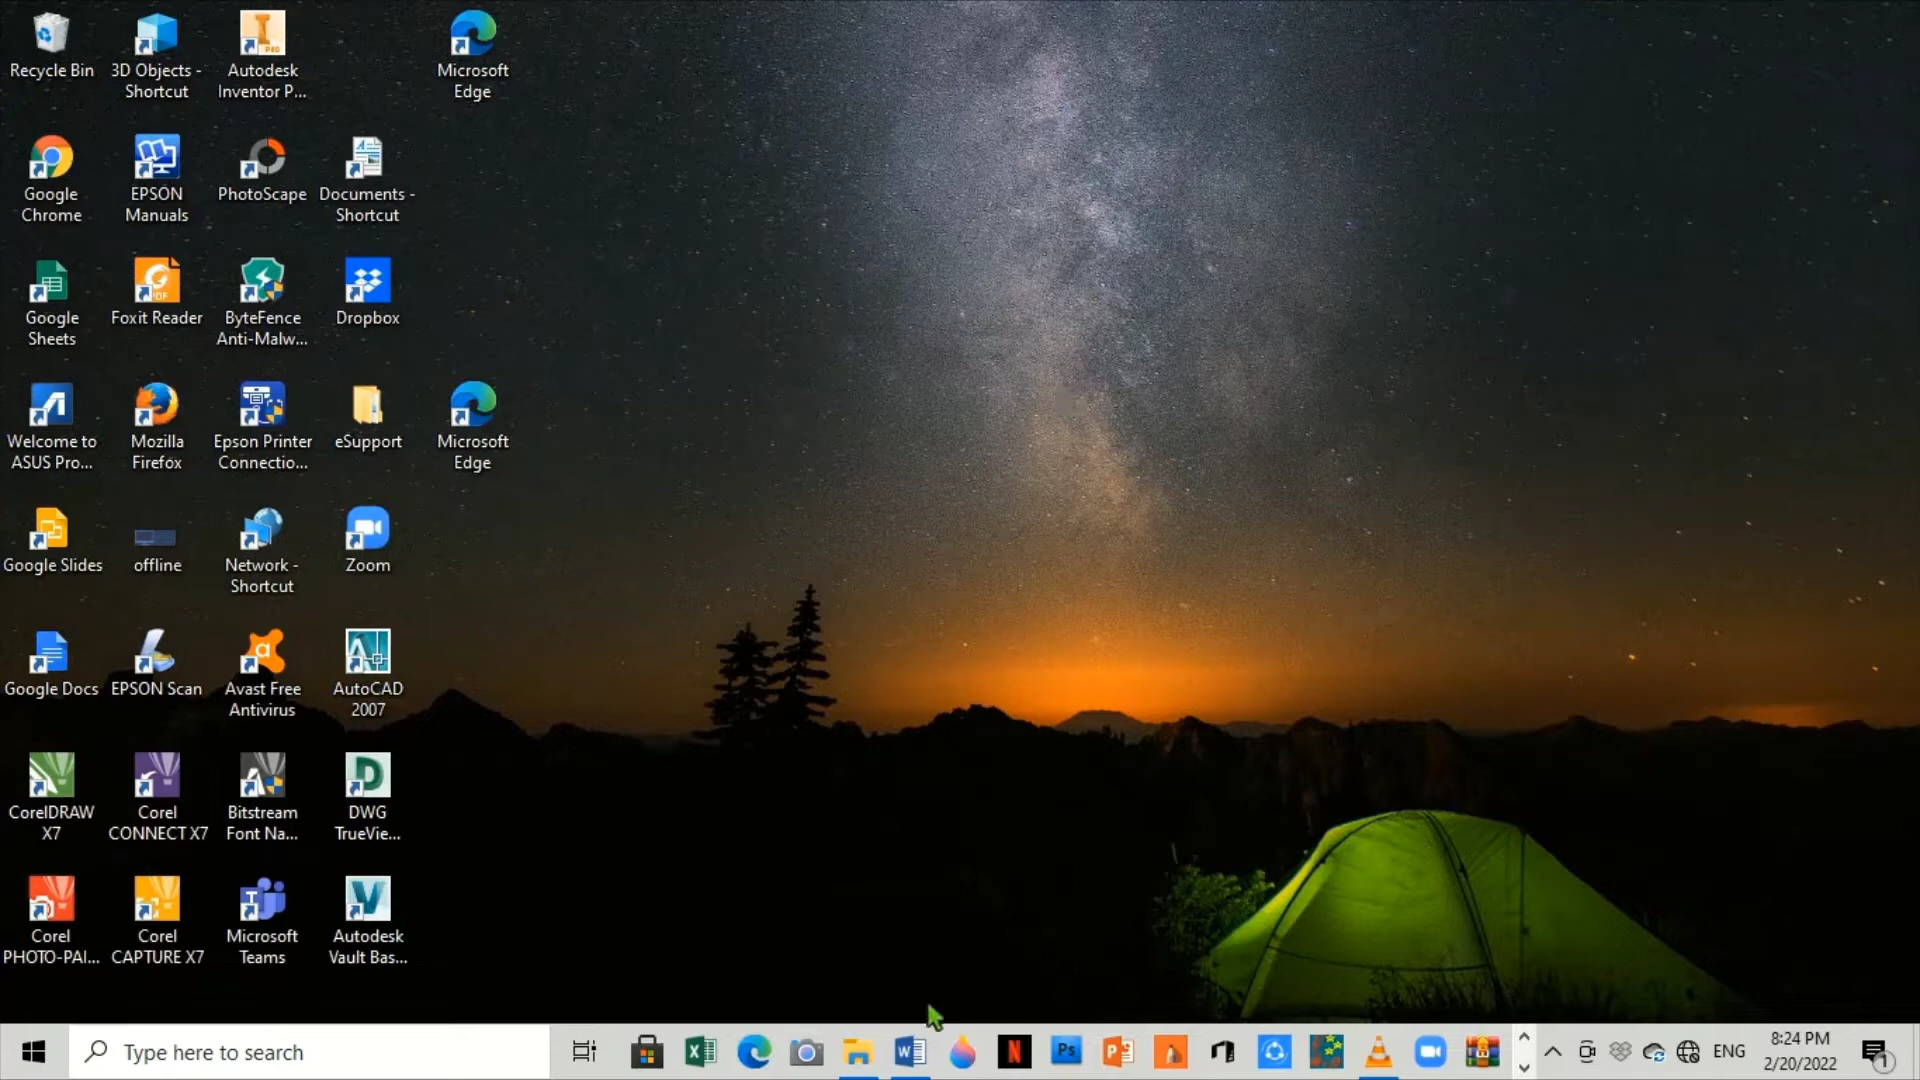 Recycle Bin
3D Objects -
Shortcut
Autodesk
Inventor P...
Microsoft
Edge
Google
Chrome
EPSON
Manuals
PhotoScape
Documents -
Shortcut
Google
Sheets
Foxit Reader
ByteFence
Anti-Malw...
Dropbox
Welcome to
ASUS Pro...
Mozilla
Firefox
Epson Printer
Connectio...
eSupport
Microsoft
Edge
Google Slides
offline
Network -
Shortcut
Zoom
Google Docs
EPSON Scan
Avast Free
Antivirus
AutoCAD
2007
CorelDRAW
X7
Corel
CONNECT X7
Bitstream
Font Na...
DWG
TrueVie...
Corel
PHOTO-PAI...
Corel
CAPTURE X7
Microsoft
Teams
Autodesk
Vault Bas...
Type here to search
Ps
ENG
8:24 PM
2/20/2022
1